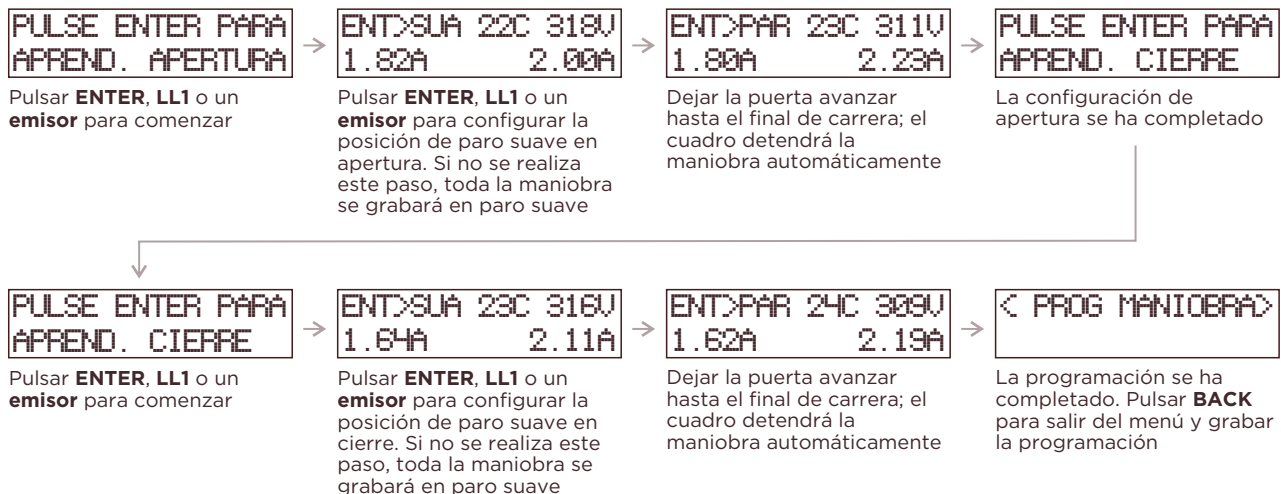 PULSE ENTER PARA
APREND. APERTURA
Pulsar ENTER, LL1 o un
emisor para comenzar
ENT>SUA 22C 318V
1.82A 2.00A
Pulsar ENTER, LL1 o un
emisor para configurar la
posición de paro suave en
apertura. Si no se realiza
este paso, toda la maniobra
se grabará en paro suave
ENT>PAR 23C 311V
1.80A 2.23A
Dejar la puerta avanzar
hasta el final de carrera; el
cuadro detendrá la
maniobra automáticamente
PULSE ENTER PARA
APREND. CIERRE
La configuración de
apertura se ha completado
PULSE ENTER PARA
APREND. CIERRE
Pulsar ENTER, LL1 o un
emisor para comenzar
ENT>SUA 23C 316V
1.64A 2.11A
Pulsar ENTER, LL1 o un
emisor para configurar la
posición de paro suave en
cierre. Si no se realiza este
paso, toda la maniobra se
grabará en paro suave
ENT>PAR 24C 309V
1.62A 2.19A
Dejar la puerta avanzar
hasta el final de carrera; el
cuadro detendrá la
maniobra automáticamente
< PROG MANIOBRA>
La programación se ha
completado. Pulsar BACK
para salir del menú y grabar
la programación